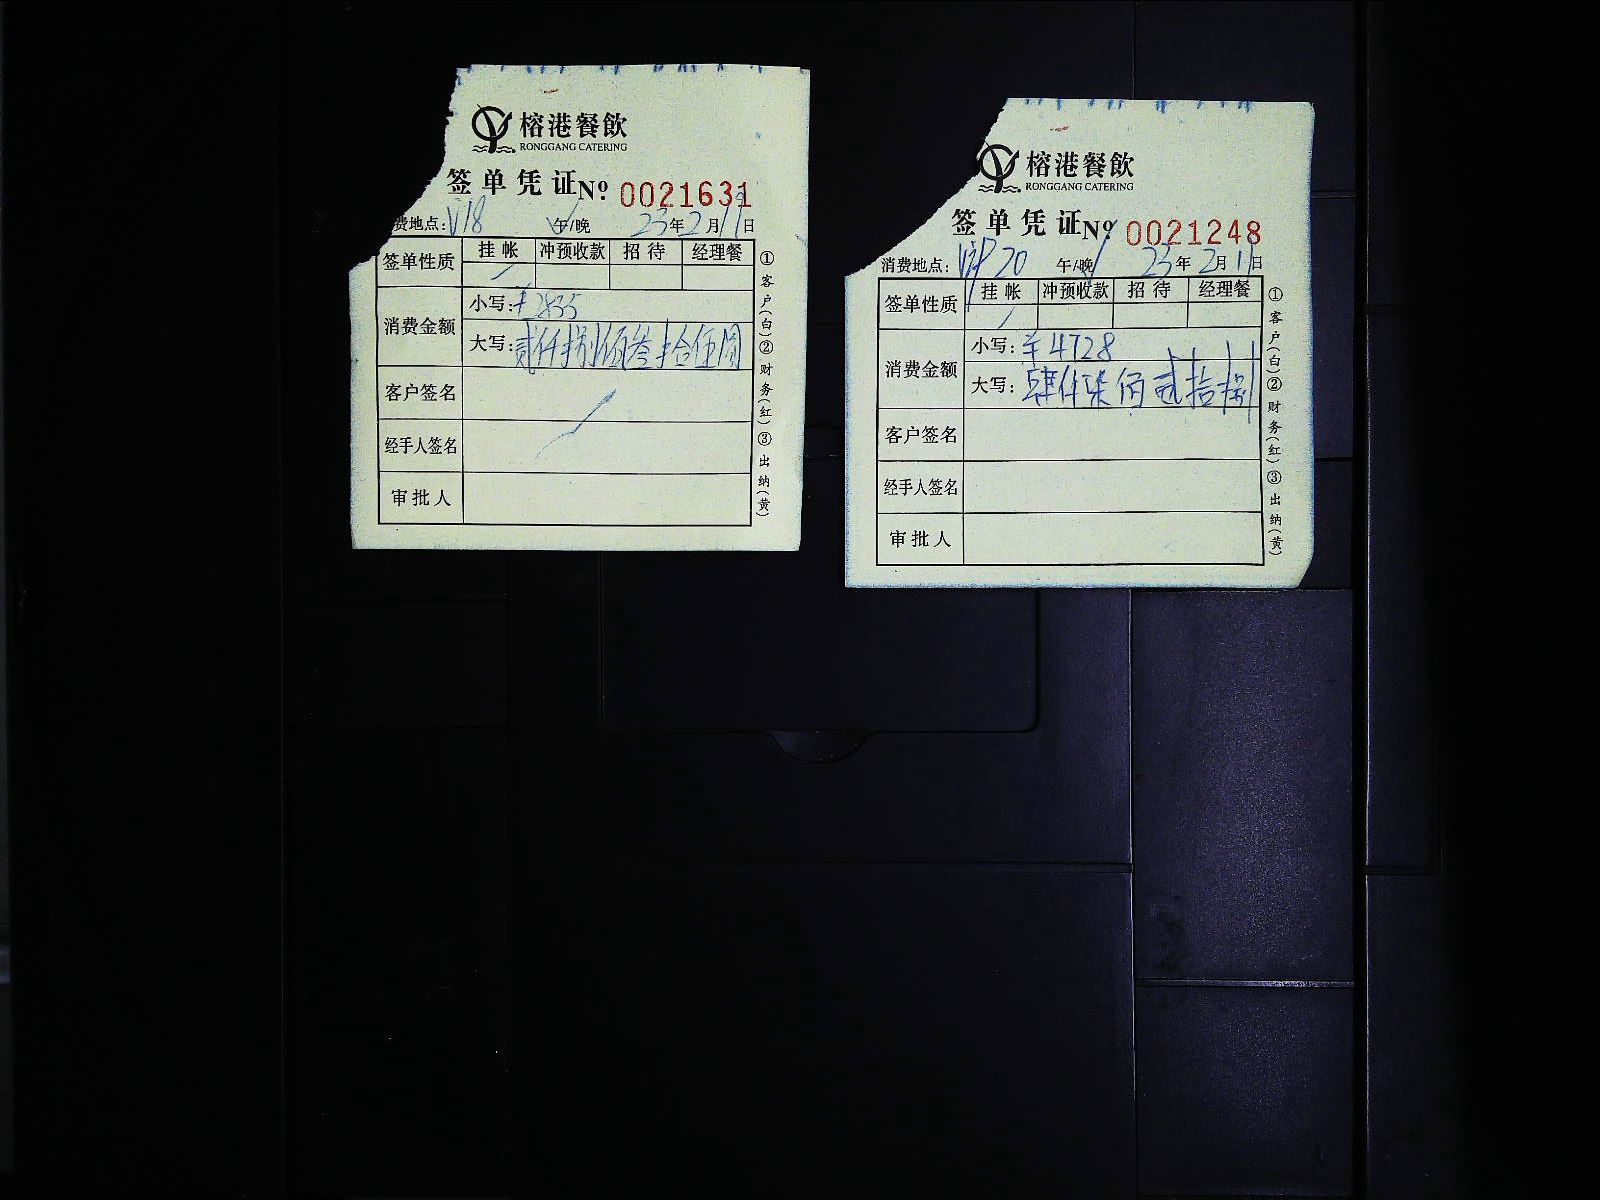 榕港餐飲
RONGGANG CATERING
签单凭证 Nº 0021631
费地点: V18 午/晚 23年2月11日
签单性质 挂帐 冲预收款 招待 经理餐
消费金额 小写: ¥2835
大写: 贰仟捌佰叁拾伍圆
客户签名
经手人签名
审批人
①客户(白)②财务(红)③出纳(黄)
榕港餐飲
RONGGANG CATERING
签单凭证 Nº 0021248
消费地点: VIP20 午/晚 23年2月11日
签单性质 挂帐 冲预收款 招待 经理餐
消费金额 小写: ¥4728
大写: 肆仟柒佰贰拾捌
客户签名
经手人签名
审批人
①客户(白)②财务(红)③出纳(黄)